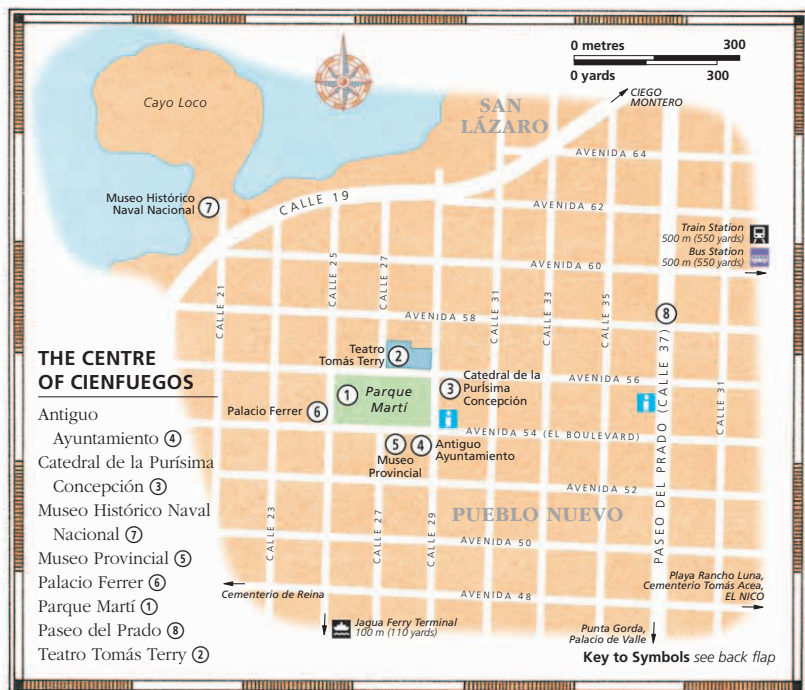 0 metres 300
0 yards 300
CIEGO
MONTERO
Cayo Loco
SAN
LÁZARO
AVENIDA 64
Museo Histórico
Naval Nacional 7
CALLE 19
AVENIDA 62
Train Station
500 m (550 yards)
Bus Station
500 m (550 yards)
AVENIDA 60
CALLE 21
CALLE 25
CALLE 27
CALLE 31
CALLE 33
CALLE 35
AVENIDA 58
8
PASEO DEL PRADO (CALLE 37)
CALLE 31
Teatro
Tomás Terry 2
AVENIDA 56
1 Parque
Martí
3 Catedral de la
Purísima
Concepción
Palacio Ferrer 6
i
i
AVENIDA 54 (EL BOULEVARD)
5 Museo
Provincial
4 Antiguo
Ayuntamiento
AVENIDA 52
PUEBLO NUEVO
CALLE 23
CALLE 27
CALLE 29
AVENIDA 50
AVENIDA 48
Cementerio de Reina
Playa Rancho Luna,
Cementerio Tomás Acea,
EL NICO
Jagua Ferry Terminal
100 m (110 yards)
Punta Gorda,
Palacio de Valle
Key to Symbols see back flap
THE CENTRE
OF CIENFUEGOS
Antiguo
Ayuntamiento 4
Catedral de la Purísima
Concepción 3
Museo Histórico Naval
Nacional 7
Museo Provincial 5
Palacio Ferrer 6
Parque Martí 1
Paseo del Prado 8
Teatro Tomás Terry 2